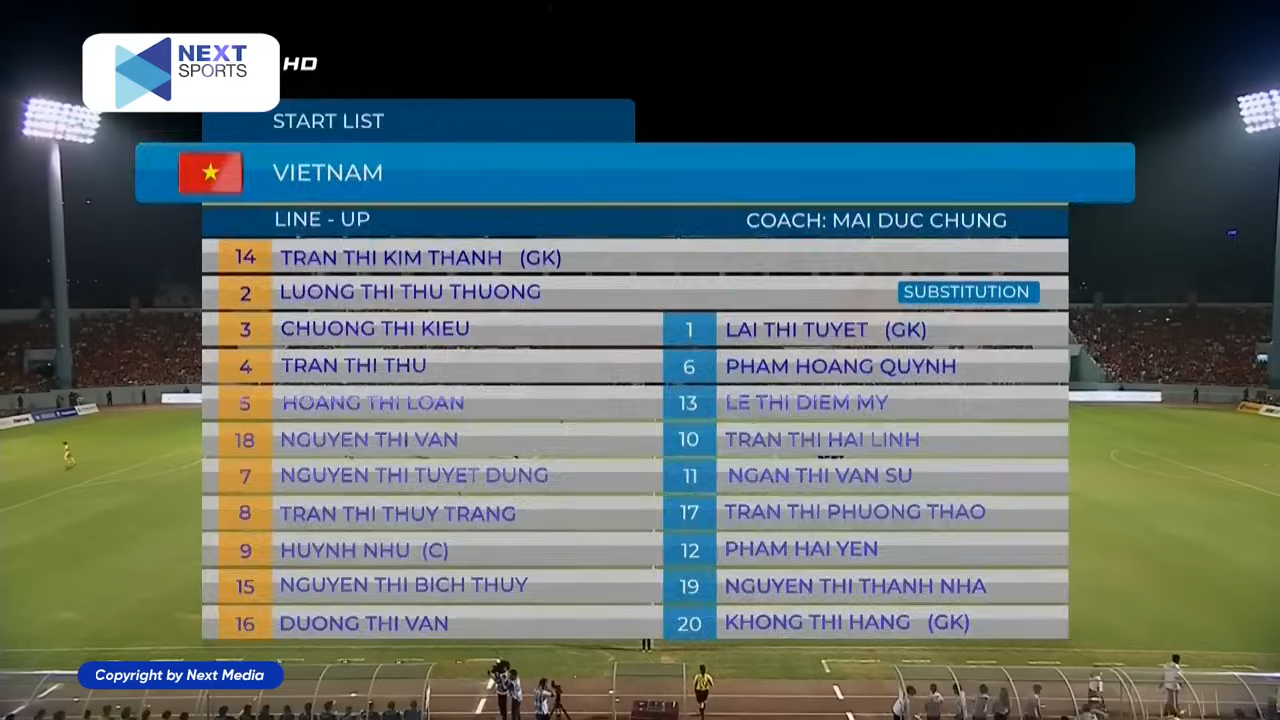 NEXT
SPORTS
HD
START LIST
VIETNAM
LINE - UP
COACH: MAI DUC CHUNG
14 TRAN THI KIM THANH (GK)
2 LUONG THI THU THUONG
3 CHUONG THI KIEU
4 TRAN THI THU
5 HOANG THI LOAN
18 NGUYEN THI VAN
7 NGUYEN THI TUYET DUNG
8 TRAN THI THUY TRANG
9 HUYNH NHU (C)
15 NGUYEN THI BICH THUY
16 DUONG THI VAN
SUBSTITUTION
1 LAI THI TUYET (GK)
6 PHAM HOANG QUYNH
13 LE THI DIEM MY
10 TRAN THI HAI LINH
11 NGAN THI VAN SU
17 TRAN THI PHUONG THAO
12 PHAM HAI YEN
19 NGUYEN THI THANH NHA
20 KHONG THI HANG (GK)
Copyright by Next Media